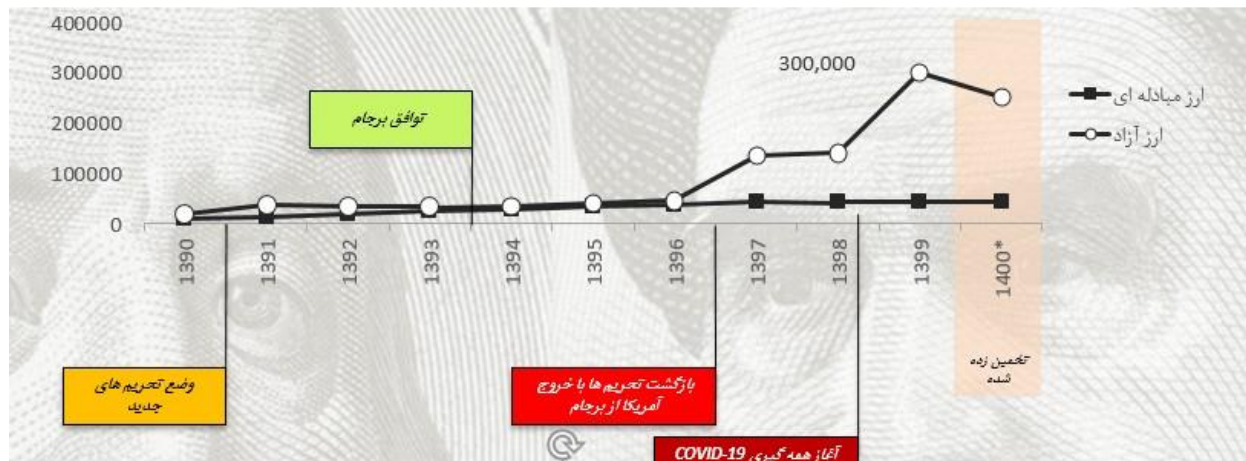 400000
300000
200000
100000
0
300,000
ارز مبادله ای
ارز آزاد
توافق برجام
1390
1391
1392
1393
1394
1395
1396
1397
1398
1399
1400*
وضع تحریم های
جدید
بازگشت تحریم ها با خروج
آمریکا از برجام
آغاز همه گیری COVID-19
تخمین زده
شده